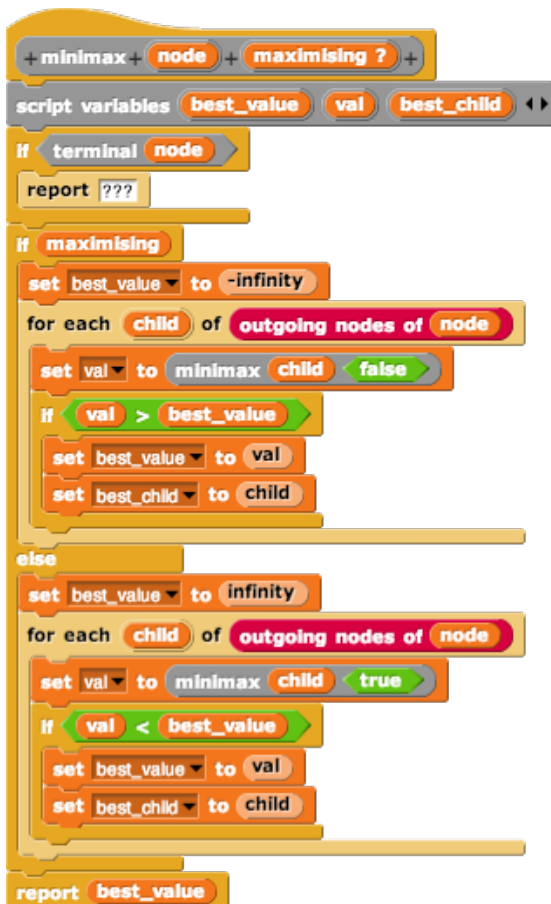 +minimax+ node + maximising ? +
script variables best_value val best_child
if terminal node
report ???
if maximising
set best_value to -infinity
for each child of outgoing nodes of node
set val to minimax child false
if val > best_value
set best_value to val
set best_child to child
else
set best_value to infinity
for each child of outgoing nodes of node
set val to minimax child true
if val < best_value
set best_value to val
set best_child to child
report best_value